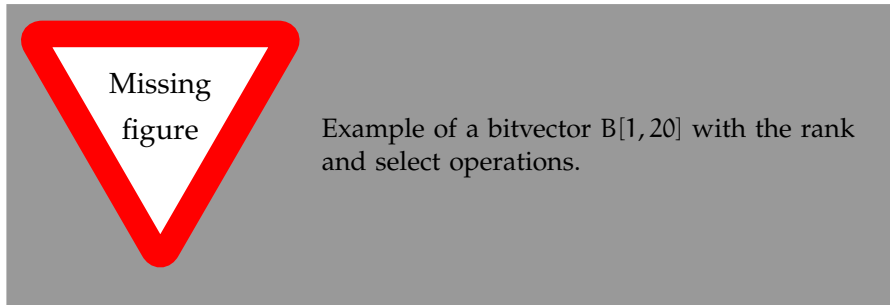 Missing
figure
Example of a bitvector B[1, 20] with the rank
and select operations.